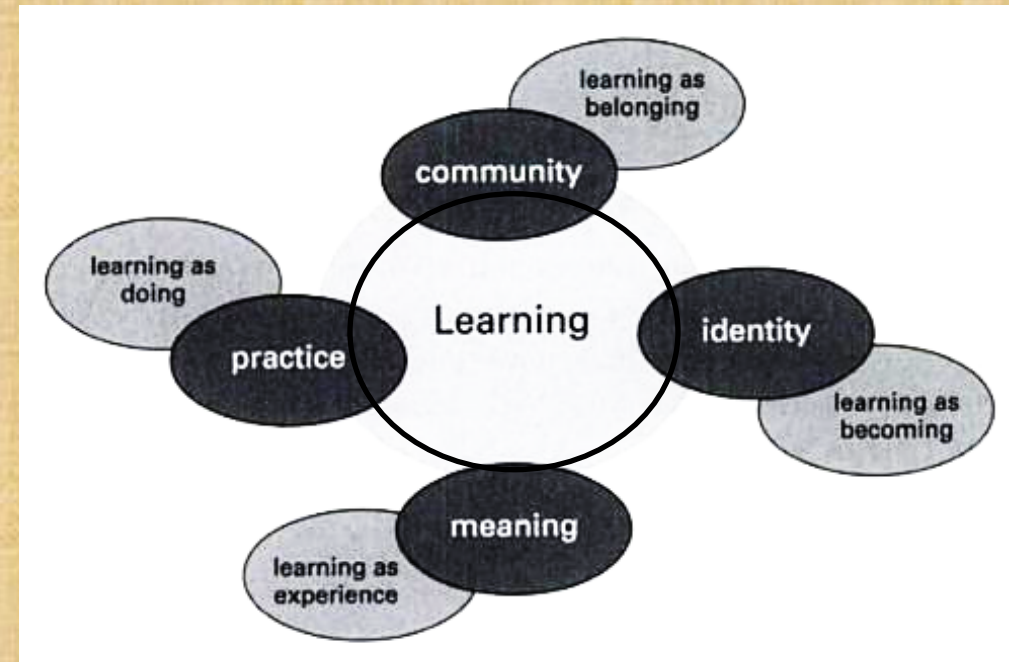 learning as
belonging
community
learning as
doing
practice
Learning
identity
learning as
becoming
meaning
learning as
experience